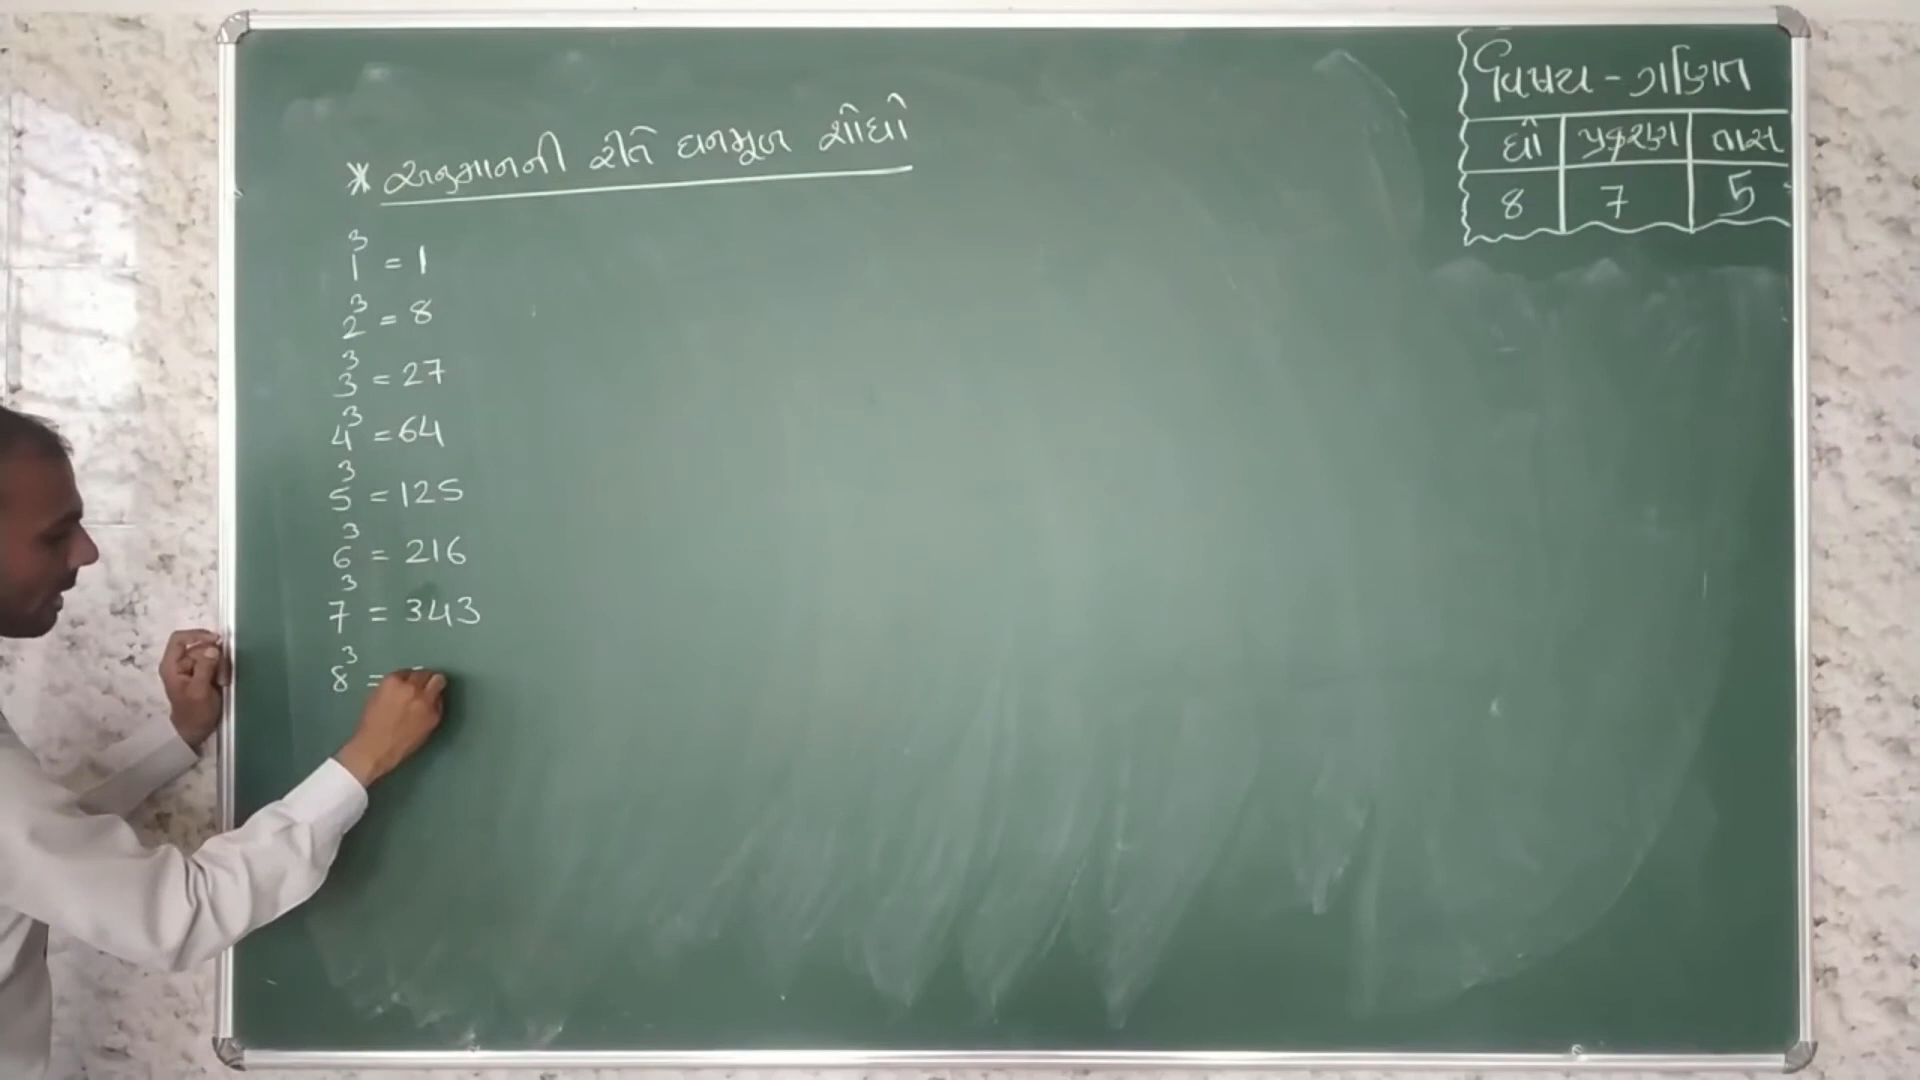 * અનુમાનની રીતે ઘનમૂળ શોધો
1³ = 1
2³ = 8
3³ = 27
4³ = 64
5³ = 125
6³ = 216
7³ = 343
8³ =
વિષય - ગણિત
ધો પ્રકરણ તાસ
8 7 5